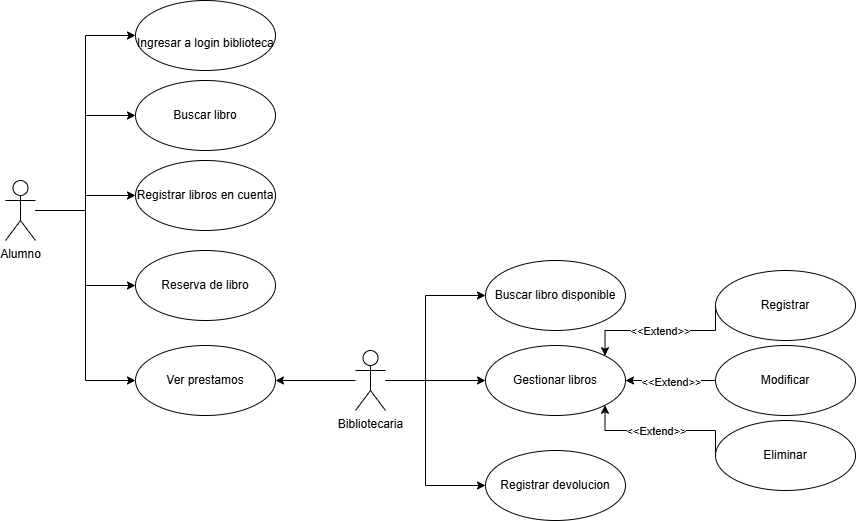 Ingresar a login biblioteca
Buscar libro
Registrar libros en cuenta
Alumno
Reserva de libro
Buscar libro disponible
Registrar
<<Extend>>
Ver prestamos
Gestionar libros
<<Extend>>
Modificar
Bibliotecaria
<<Extend>>
Eliminar
Registrar devolucion